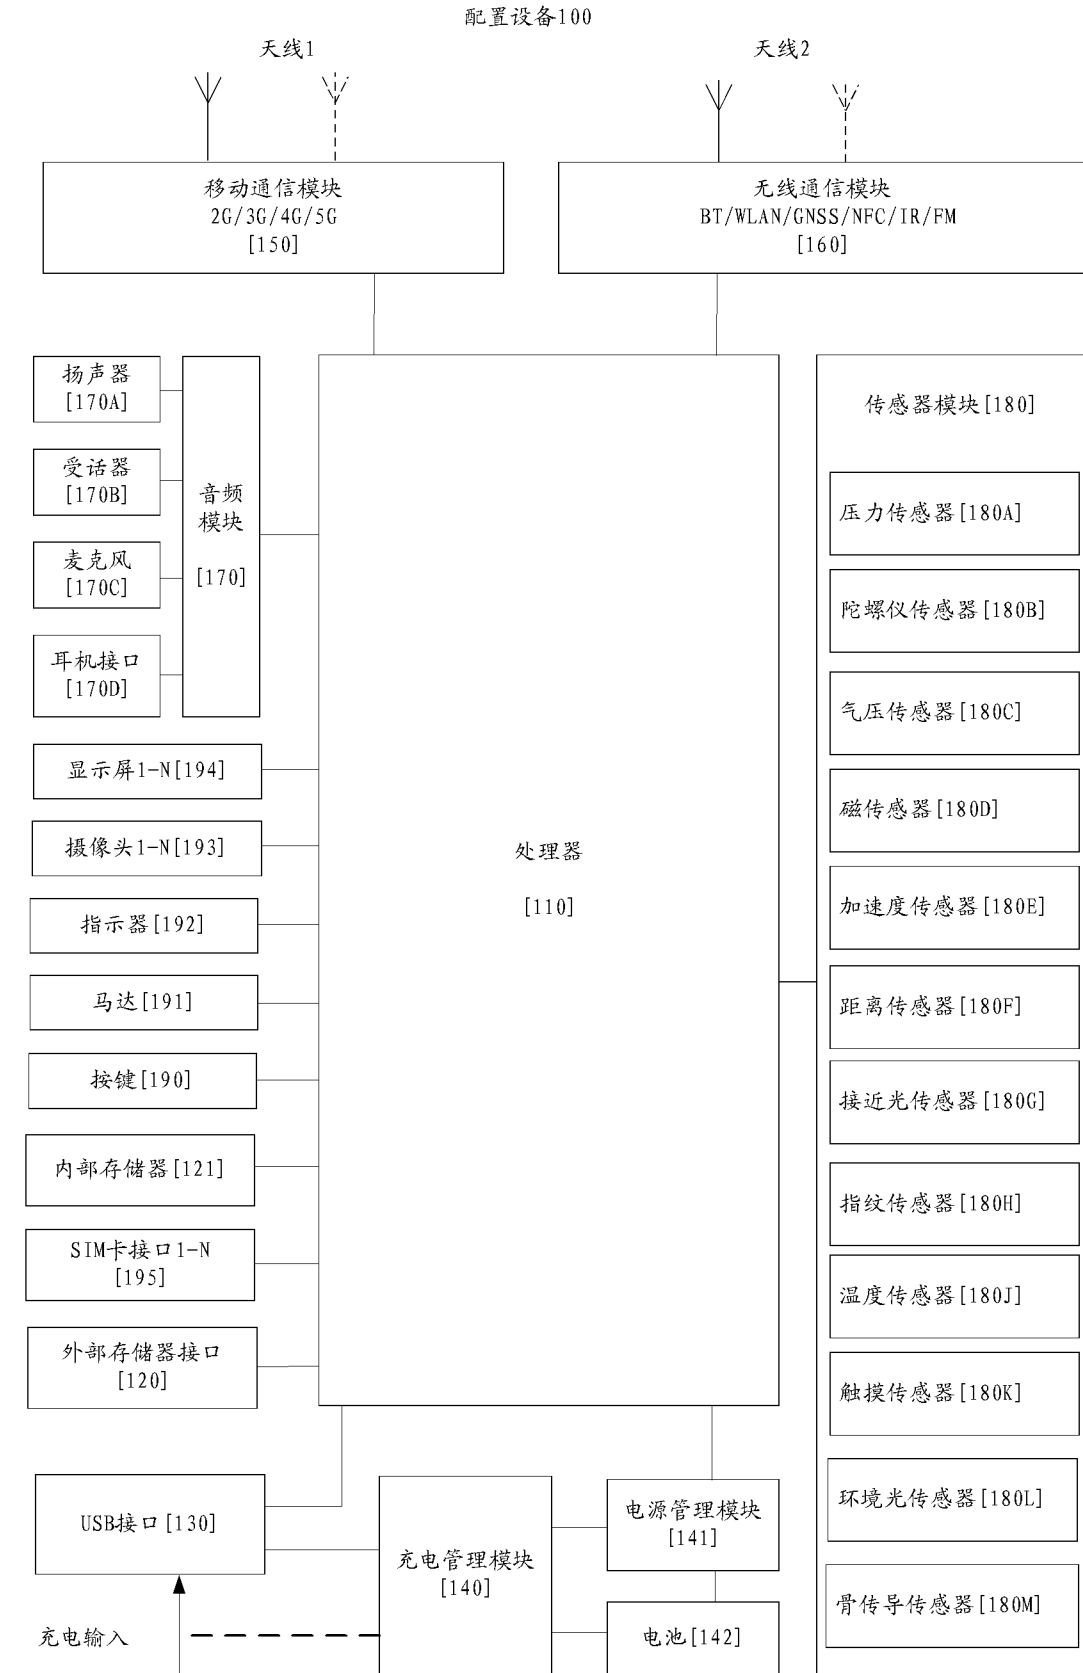 配置设备100
天线1
天线2
移动通信模块
2G/3G/4G/5G
[150]
无线通信模块
BT/WLAN/GNSS/NFC/IR/FM
[160]
扬声器
[170A]
受话器
[170B]
麦克风
[170C]
耳机接口
[170D]
音频
模块
[170]
显示屏1-N[194]
摄像头1-N[193]
指示器[192]
马达[191]
按键[190]
内部存储器[121]
SIM卡接口1-N
[195]
外部存储器接口
[120]
处理器
[110]
传感器模块[180]
压力传感器[180A]
陀螺仪传感器[180B]
气压传感器[180C]
磁传感器[180D]
加速度传感器[180E]
距离传感器[180F]
接近光传感器[180G]
指纹传感器[180H]
温度传感器[180J]
触摸传感器[180K]
环境光传感器[180L]
骨传导传感器[180M]
USB接口[130]
充电管理模块
[140]
电源管理模块
[141]
电池[142]
充电输入